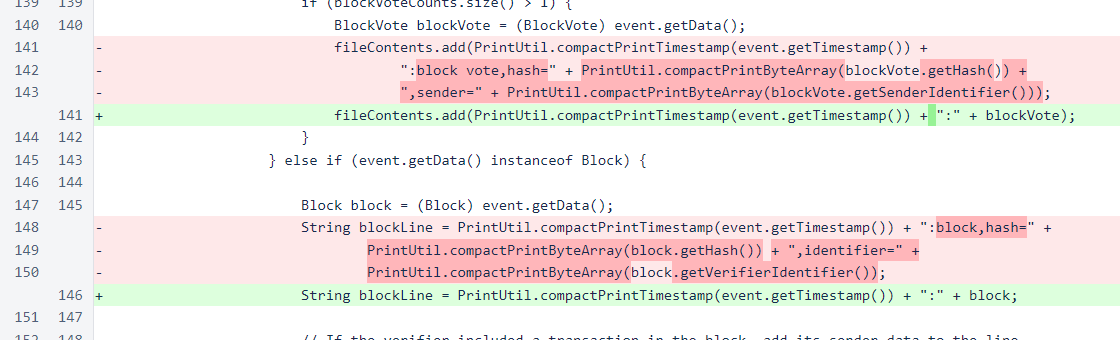 139 139 if (blockVoteCounts.size() > 1) {
140 140 BlockVote blockVote = (BlockVote) event.getData();
141 - fileContents.add(PrintUtil.compactPrintTimestamp(event.getTimestamp()) +
142 - ":block vote,hash=" + PrintUtil.compactPrintByteArray(blockVote.getHash()) +
143 - ",sender=" + PrintUtil.compactPrintByteArray(blockVote.getSenderIdentifier()));
141 + fileContents.add(PrintUtil.compactPrintTimestamp(event.getTimestamp()) + ":" + blockVote);
144 142 }
145 143 } else if (event.getData() instanceof Block) {
146 144
147 145 Block block = (Block) event.getData();
148 - String blockLine = PrintUtil.compactPrintTimestamp(event.getTimestamp()) + ":block,hash=" +
149 - PrintUtil.compactPrintByteArray(block.getHash()) + ",identifier=" +
150 - PrintUtil.compactPrintByteArray(block.getVerifierIdentifier());
146 + String blockLine = PrintUtil.compactPrintTimestamp(event.getTimestamp()) + ":" + block;
151 147
152 148 // If the verifier included a transaction in the block, add its sender data to the line